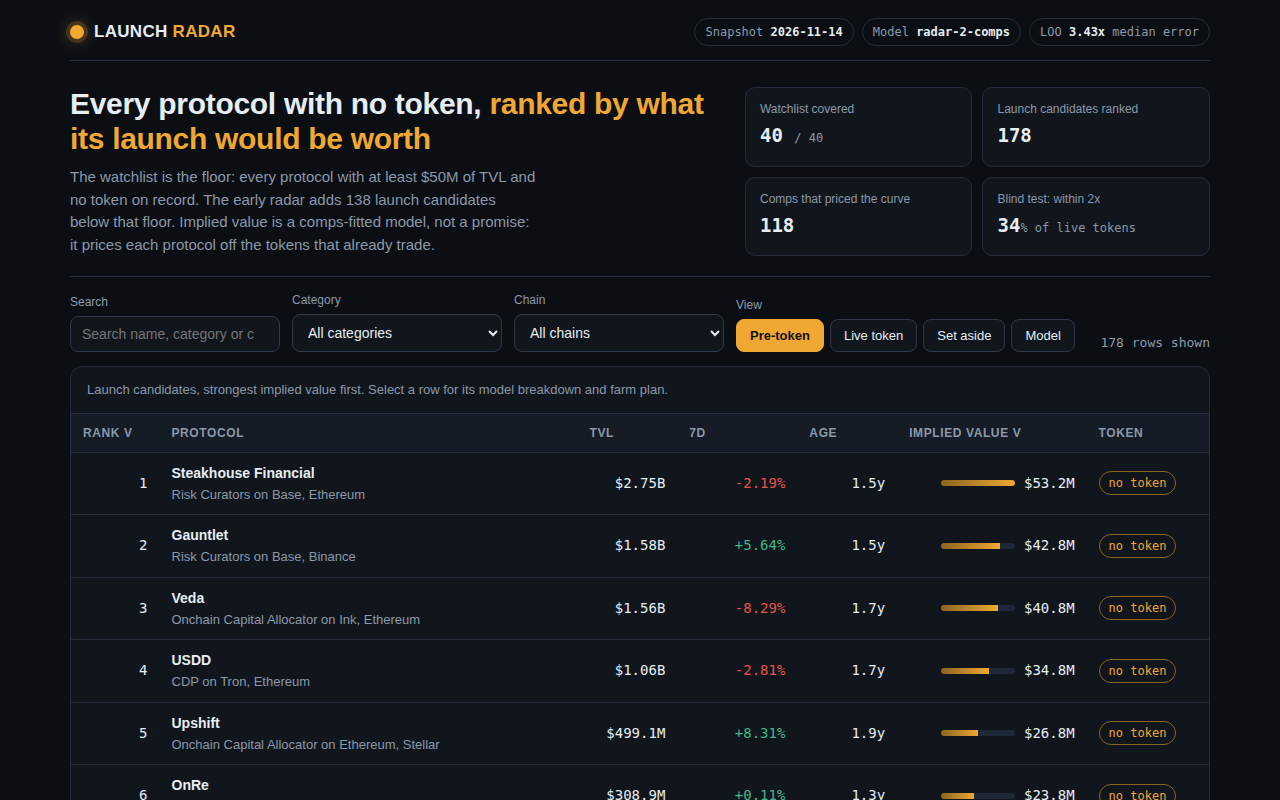 LAUNCH RADAR
Snapshot 2026-11-14
Model radar-2-comps
LOO 3.43x median error
Every protocol with no token, ranked by what
its launch would be worth
The watchlist is the floor: every protocol with at least $50M of TVL and
no token on record. The early radar adds 138 launch candidates
below that floor. Implied value is a comps-fitted model, not a promise:
it prices each protocol off the tokens that already trade.
Watchlist covered
40 / 40
Launch candidates ranked
178
Comps that priced the curve
118
Blind test: within 2x
34% of live tokens
Search
Search name, category or c
Category
All categories
Chain
All chains
View
Pre-token
Live token
Set aside
Model
178 rows shown
Launch candidates, strongest implied value first. Select a row for its model breakdown and farm plan.
RANK V PROTOCOL TVL 7D AGE IMPLIED VALUE V TOKEN
1 Steakhouse Financial $2.75B -2.19% 1.5y $53.2M no token
Risk Curators on Base, Ethereum
2 Gauntlet $1.58B +5.64% 1.5y $42.8M no token
Risk Curators on Base, Binance
3 Veda $1.56B -8.29% 1.7y $40.8M no token
Onchain Capital Allocator on Ink, Ethereum
4 USDD $1.06B -2.81% 1.7y $34.8M no token
CDP on Tron, Ethereum
5 Upshift $499.1M +8.31% 1.9y $26.8M no token
Onchain Capital Allocator on Ethereum, Stellar
6 OnRe $308.9M +0.11% 1.3y $23.8M no token